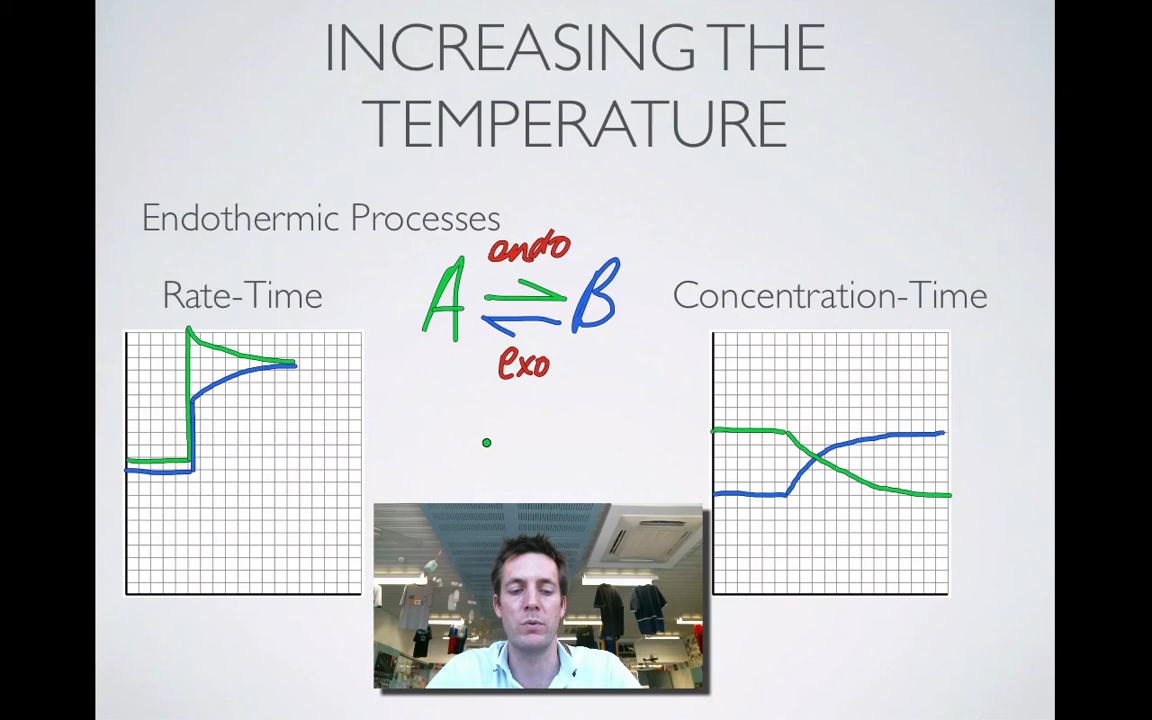 INCREASING THE
TEMPERATURE
Endothermic Processes
endo
Rate-Time
A ⇌ B
Concentration-Time
exo